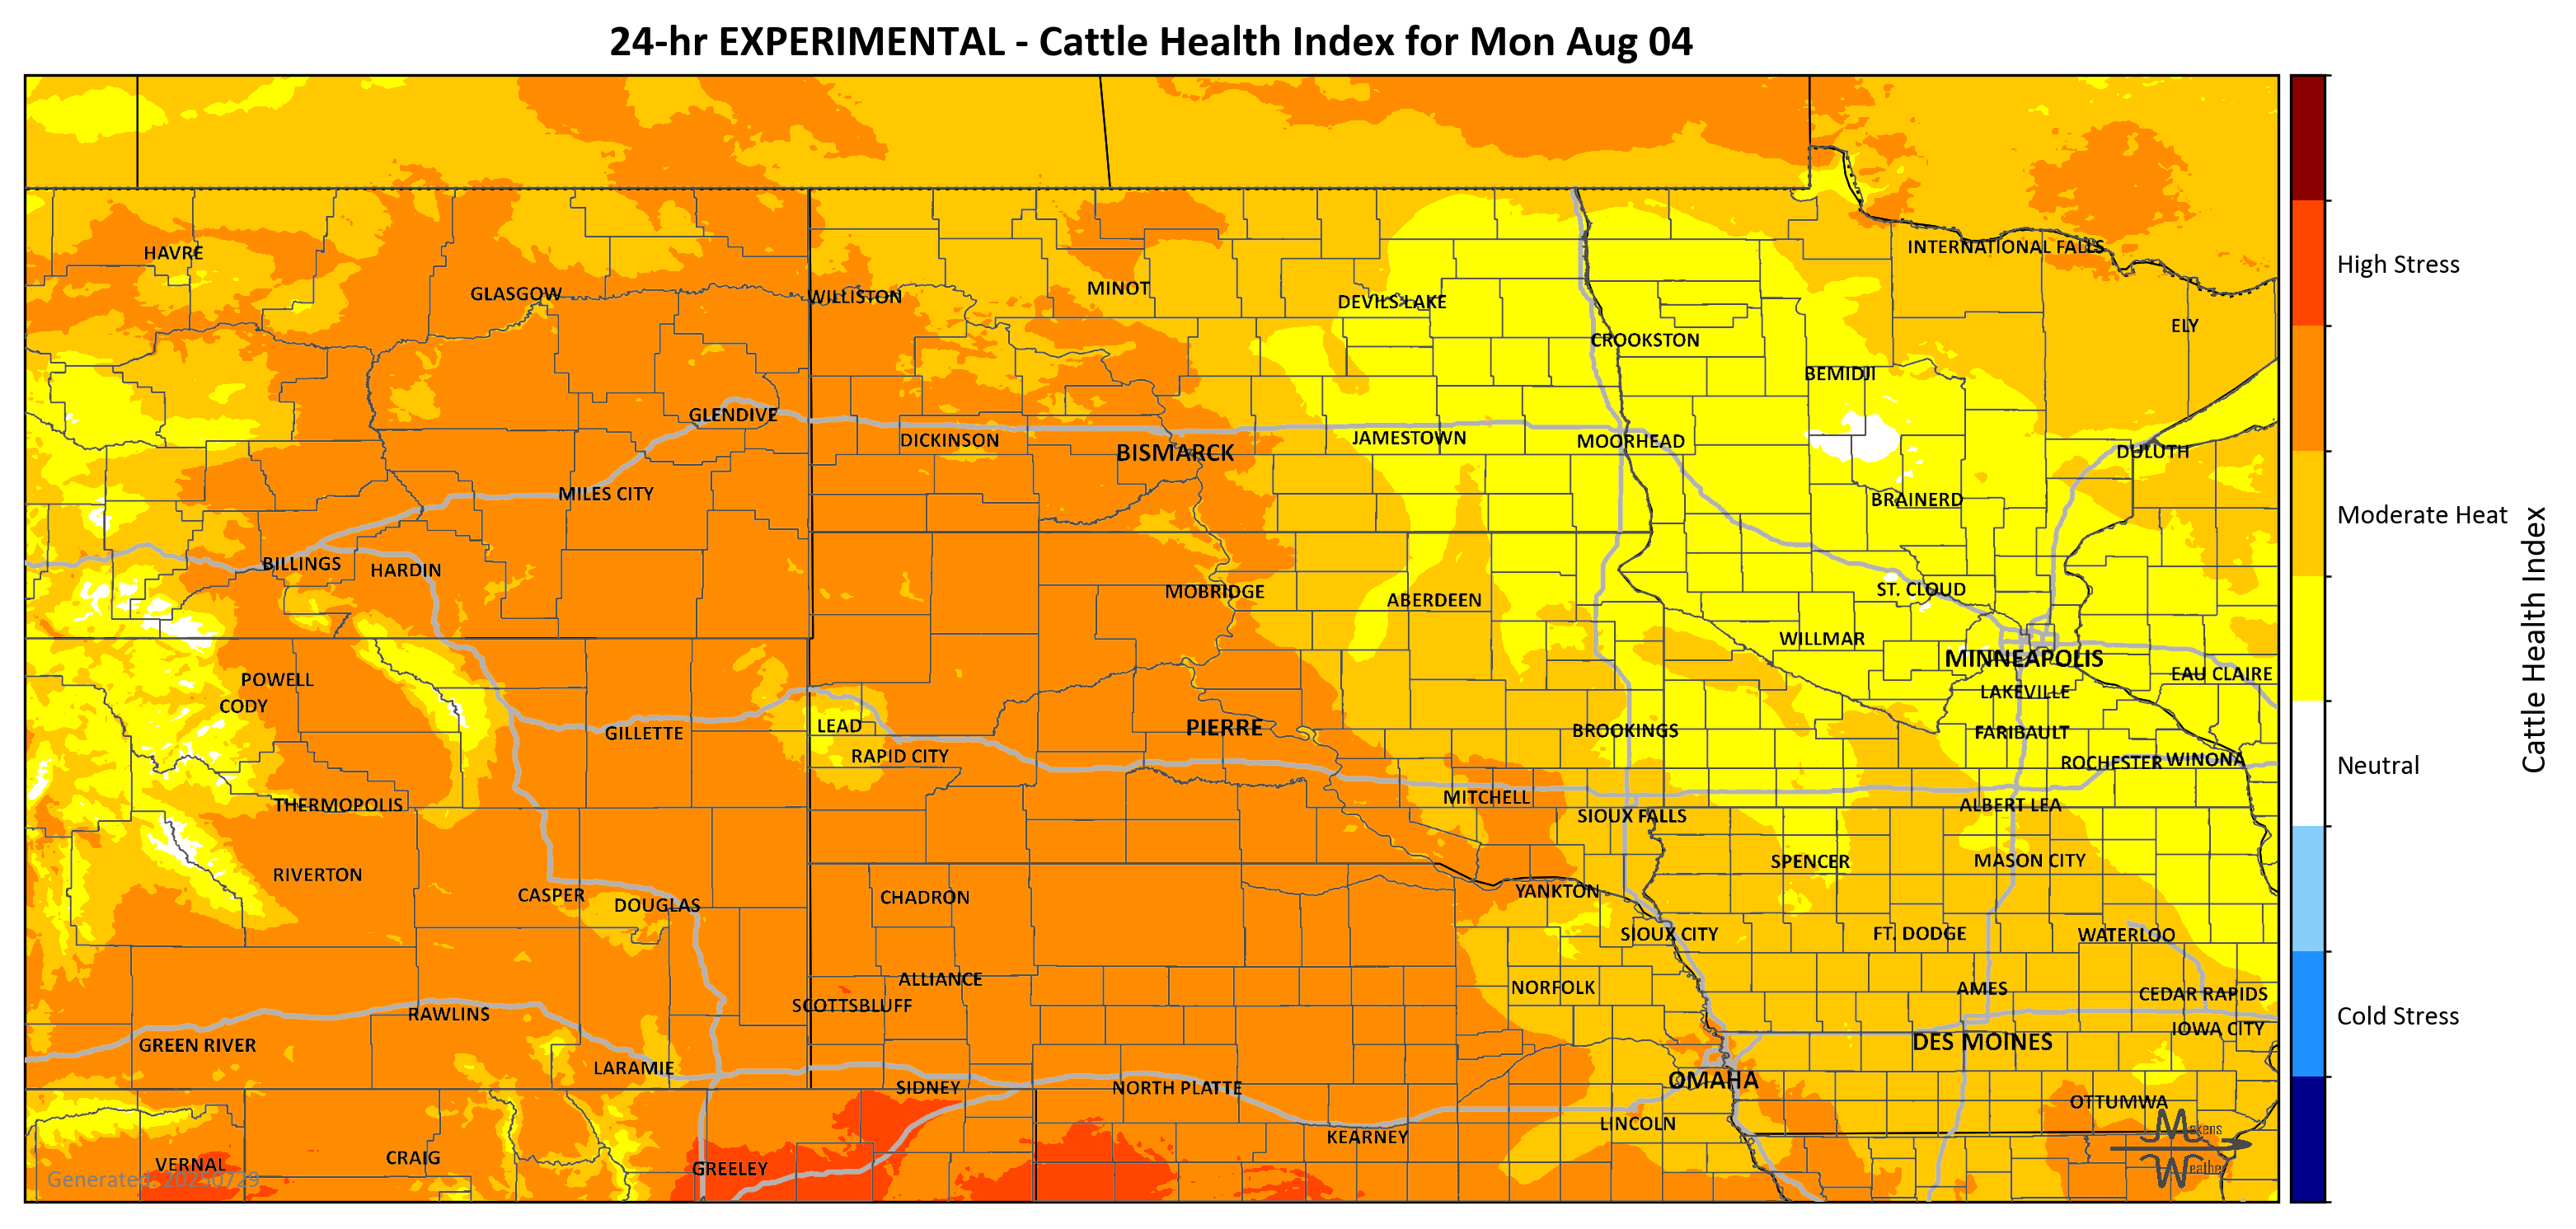 24-hr EXPERIMENTAL - Cattle Health Index for Mon Aug 04
HAVRE
INTERNATIONAL FALLS
High Stress
GLASGOW
WILLISTON
MINOT
DEVILS LAKE
ELY
CROOKSTON
BEMIDJI
GLENDIVE
DICKINSON
BISMARCK
JAMESTOWN
MOORHEAD
DULUTH
MILES CITY
BRAINERD
Moderate Heat
BILLINGS
HARDIN
MOBRIDGE
ABERDEEN
ST. CLOUD
Cattle Health Index
WILLMAR
MINNEAPOLIS
POWELL
EAU CLAIRE
CODY
LAKEVILLE
GILLETTE
LEAD
PIERRE
BROOKINGS
FARIBAULT
RAPID CITY
ROCHESTER
WINONA
Neutral
THERMOPOLIS
MITCHELL
SIOUX FALLS
ALBERT LEA
RIVERTON
SPENCER
MASON CITY
CASPER
DOUGLAS
CHADRON
YANKTON
SIOUX CITY
FT. DODGE
WATERLOO
ALLIANCE
NORFOLK
AMES
CEDAR RAPIDS
SCOTTSBLUFF
RAWLINS
Cold Stress
GREEN RIVER
DES MOINES
IOWA CITY
LARAMIE
SIDNEY
NORTH PLATTE
OMAHA
OTTUMWA
LINCOLN
KEARNEY
Makens
Weather
VERNAL
CRAIG
GREELEY
Generated: 20250729